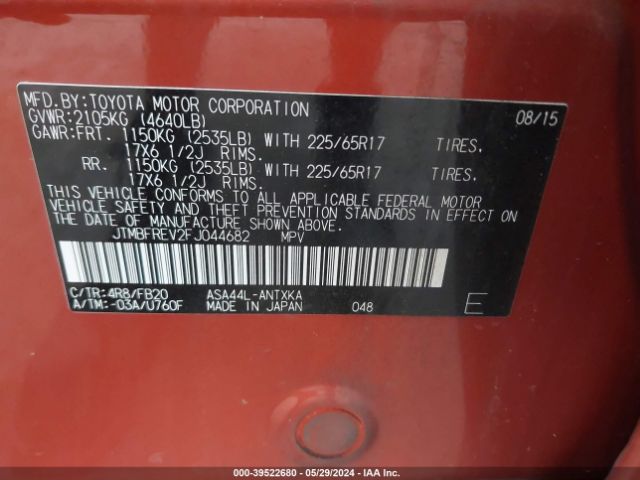 MFD.BY:TOYOTA MOTOR CORPORATION 08/15
GVWR:2105KG (4640LB)
GAWR:FRT. 1150KG (2535LB) WITH 225/65R17 TIRES.
17X6 1/2J RIMS.
RR. 1150KG (2535LB) WITH 225/65R17 TIRES.
17X6 1/2J RIMS.
THIS VEHICLE CONFORMS TO ALL APPLICABLE FEDERAL MOTOR
VEHICLE SAFETY AND THEFT PREVENTION STANDARDS IN EFFECT ON
THE DATE OF MANUFACTURE SHOWN ABOVE.
JTMBFREV2FJ044682 MPV
C/TR:4R8/FB20 ASA44L-ANTXKA
A/TM:-03A/U760F MADE IN JAPAN 048 E
000-39522680 - 05/29/2024 - IAA Inc.